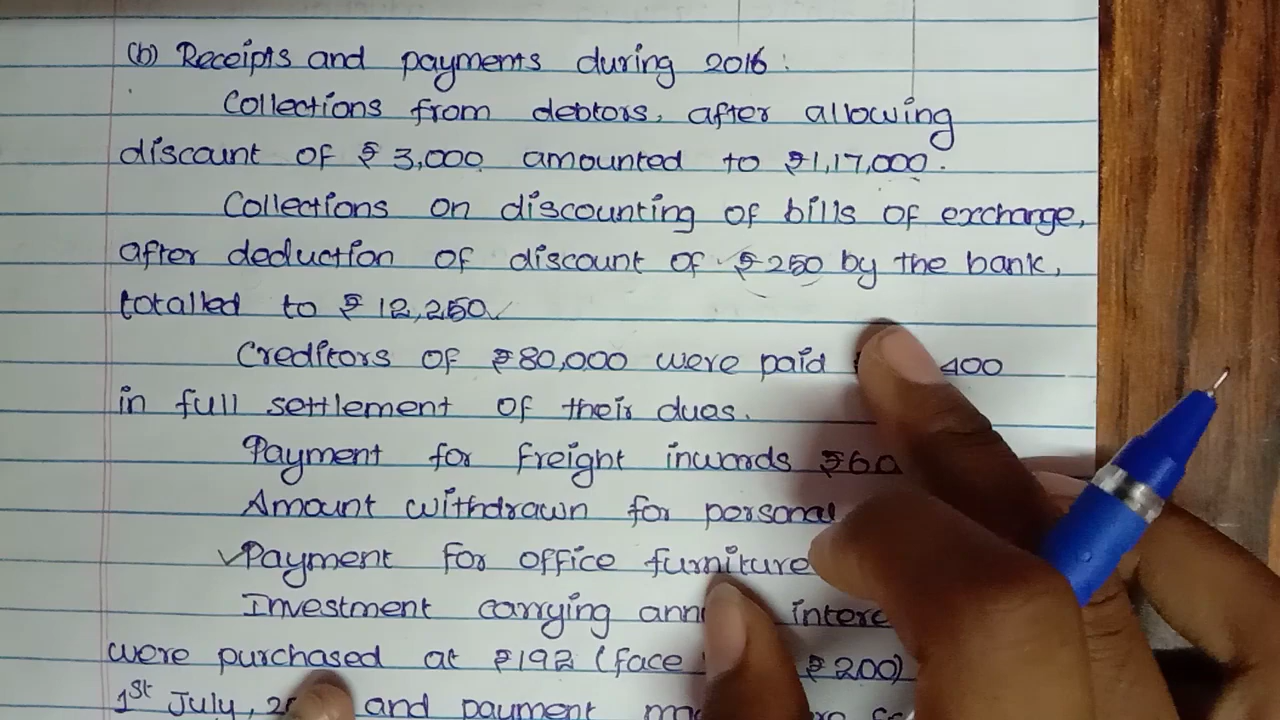 (b) Receipts and payments during 2016:
Collections from debtors, after allowing
discount of ₹ 3,000 amounted to ₹1,17,000.
Collections on discounting of bills of exchange,
after deduction of discount of ₹250 by the bank,
totalled to ₹ 12,250
Creditors of ₹80,000 were paid 400
in full settlement of their dues.
Payment for freight inwards
Amount withdrawn for personal
Payment for office furniture
Investment carrying
were purchased at ₹192 (face ₹200)
1st July, and payment